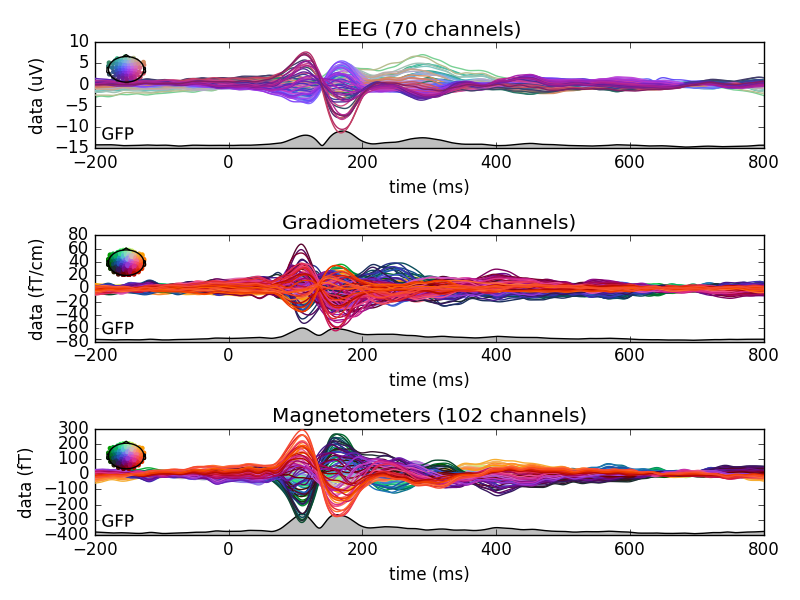 EEG (70 channels)
10
5
0
−5
−10
−15
data (uV)
GFP
−200 0 200 400 600 800
time (ms)
Gradiometers (204 channels)
80
60
40
20
0
−20
−40
−60
−80
data (fT/cm)
GFP
−200 0 200 400 600 800
time (ms)
Magnetometers (102 channels)
300
200
100
0
−100
−200
−300
−400
data (fT)
GFP
−200 0 200 400 600 800
time (ms)